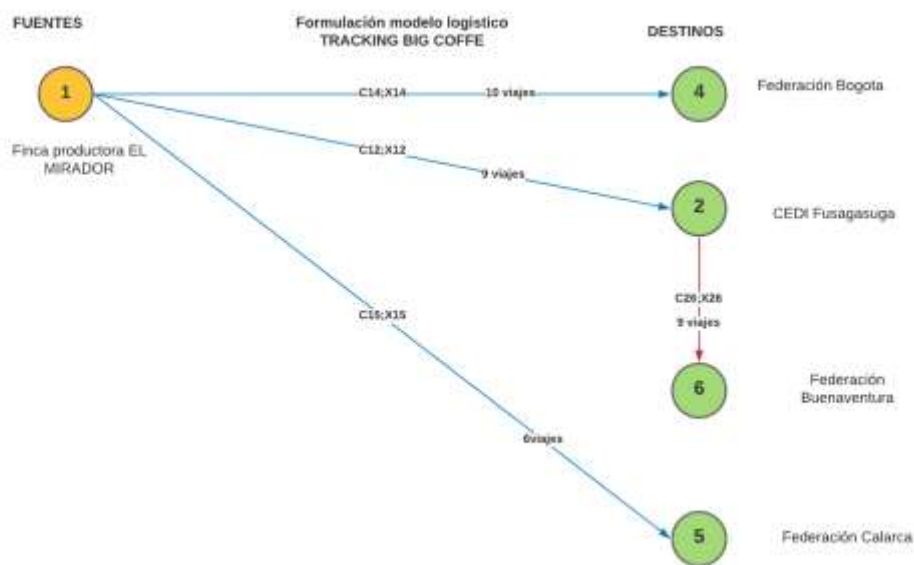 FUENTES
Formulación modelo logístico
TRACKING BIG COFFE
DESTINOS
1
C14;X14
10 viajes
4
Federación Bogota
Finca productora EL
MIRADOR
C12;X12
9 viajes
2
CEDI Fusagasuga
C26;X26
9 viajes
C15;X15
6
Federación
Buenaventura
6viajes
5
Federación Calarca